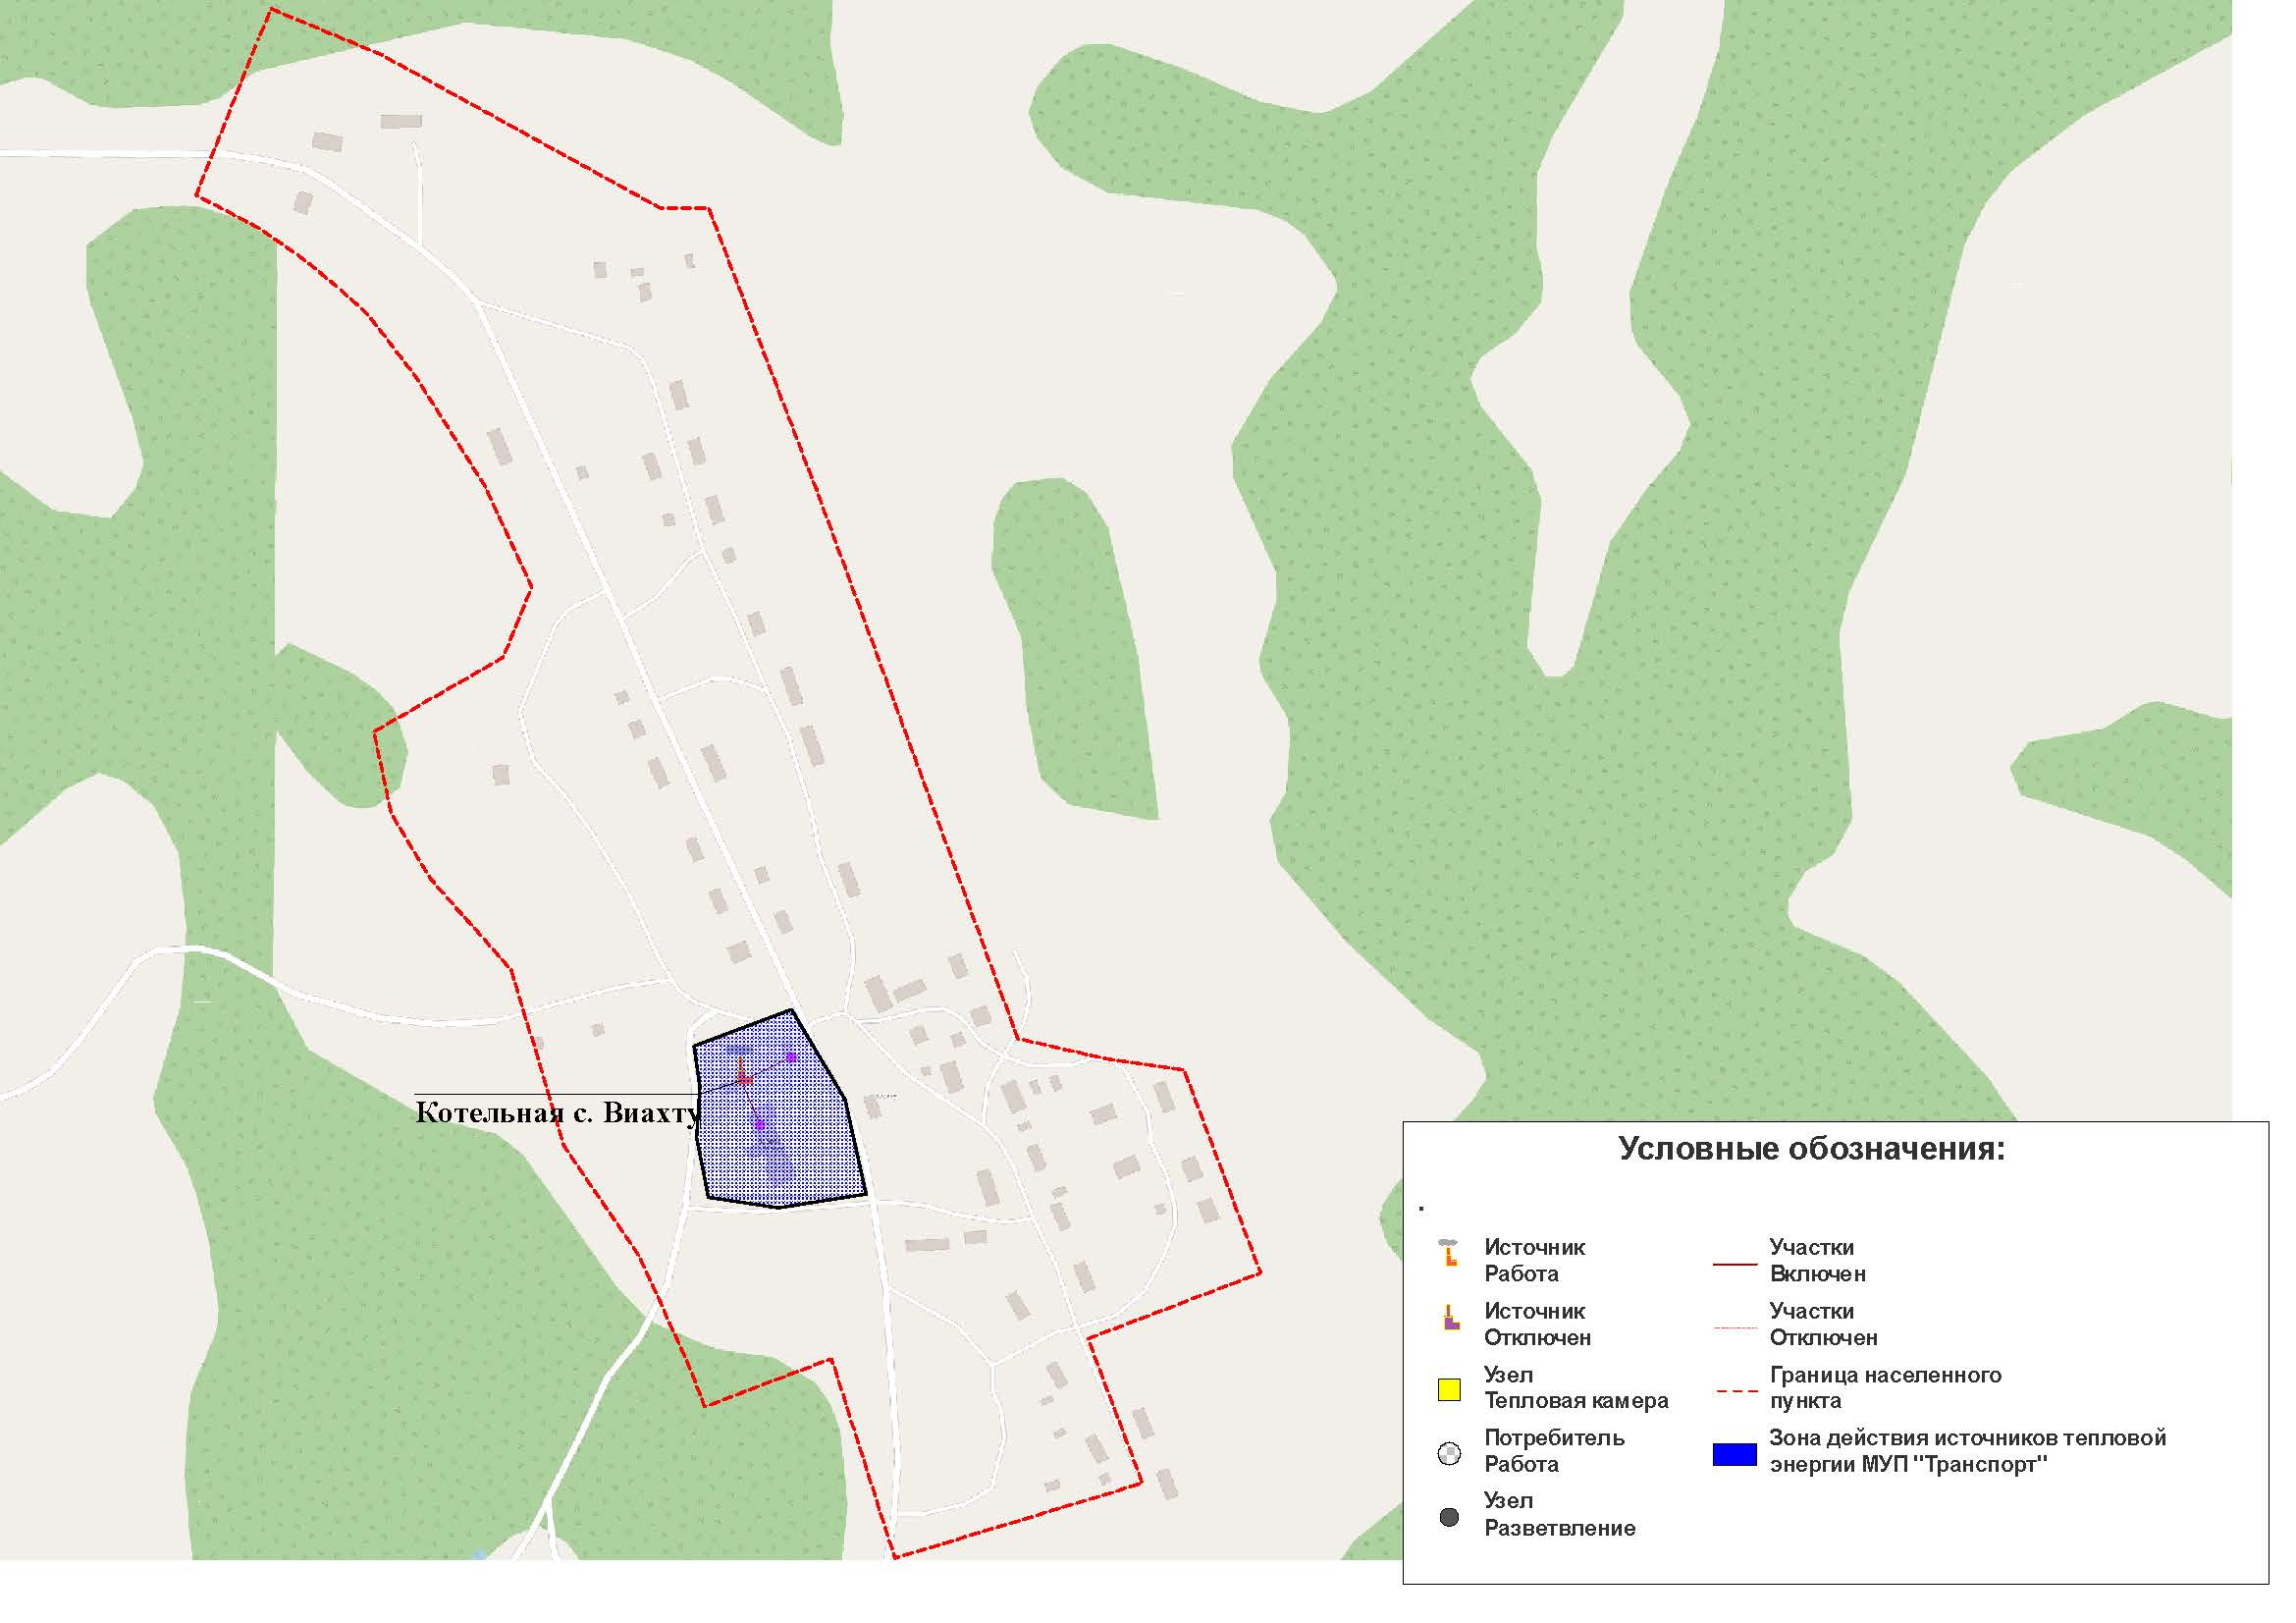 Котельная с. Виахту
Условные обозначения:
.
Источник
Работа
Источник
Отключен
Узел
Тепловая камера
Потребитель
Работа
Узел
Разветвление
Участки
Включен
Участки
Отключен
Граница населенного
пункта
Зона действия источников тепловой
энергии МУП "Транспорт"